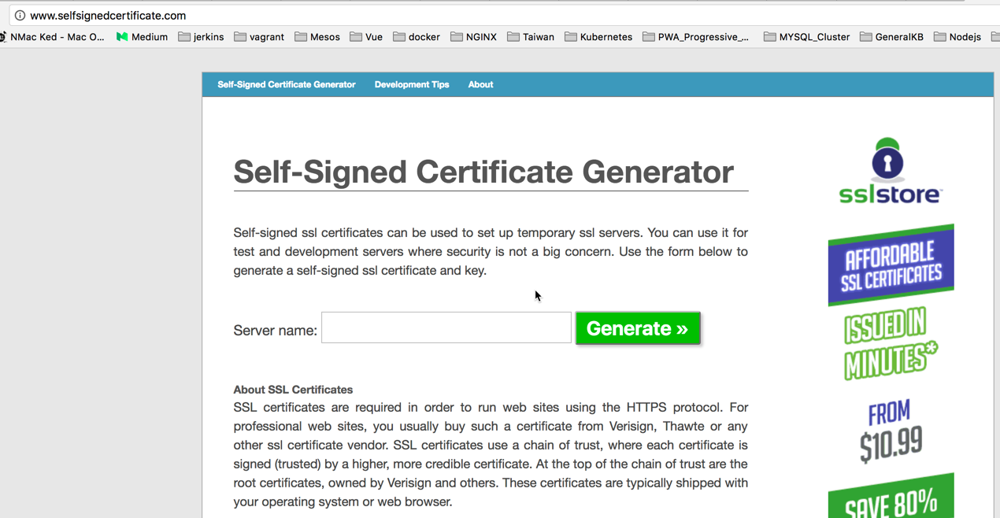 www.selfsignedcertificate.com
NMac Ked - Mac O... Medium jerkins vagrant Mesos Vue docker NGINX Taiwan Kubernetes PWA_Progressive_... MYSQL_Cluster GeneralKB Nodejs
Self-Signed Certificate Generator Development Tips About
Self-Signed Certificate Generator
Self-signed ssl certificates can be used to set up temporary ssl servers. You can use it for
test and development servers where security is not a big concern. Use the form below to
generate a self-signed ssl certificate and key.
Server name: Generate »
About SSL Certificates
SSL certificates are required in order to run web sites using the HTTPS protocol. For
professional web sites, you usually buy such a certificate from Verisign, Thawte or any
other ssl certificate vendor. SSL certificates use a chain of trust, where each certificate is
signed (trusted) by a higher, more credible certificate. At the top of the chain of trust are the
root certificates, owned by Verisign and others. These certificates are typically shipped with
your operating system or web browser.
sslstore™
AFFORDABLE
SSL CERTIFICATES
ISSUED IN
MINUTES*
FROM
$10.99
SAVE 80%